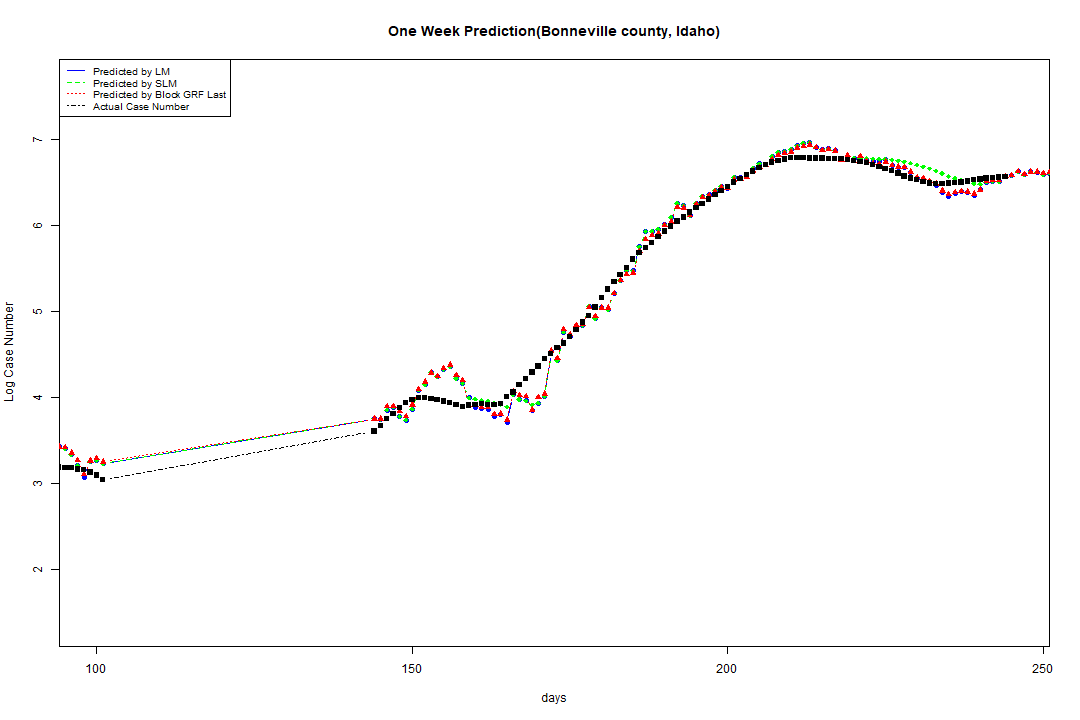 One Week Prediction(Bonneville county, Idaho)
Predicted by LM
Predicted by SLM
Predicted by Block GRF Last
Actual Case Number
7
6
5
4
3
2
Log Case Number
100 150 200 250
days